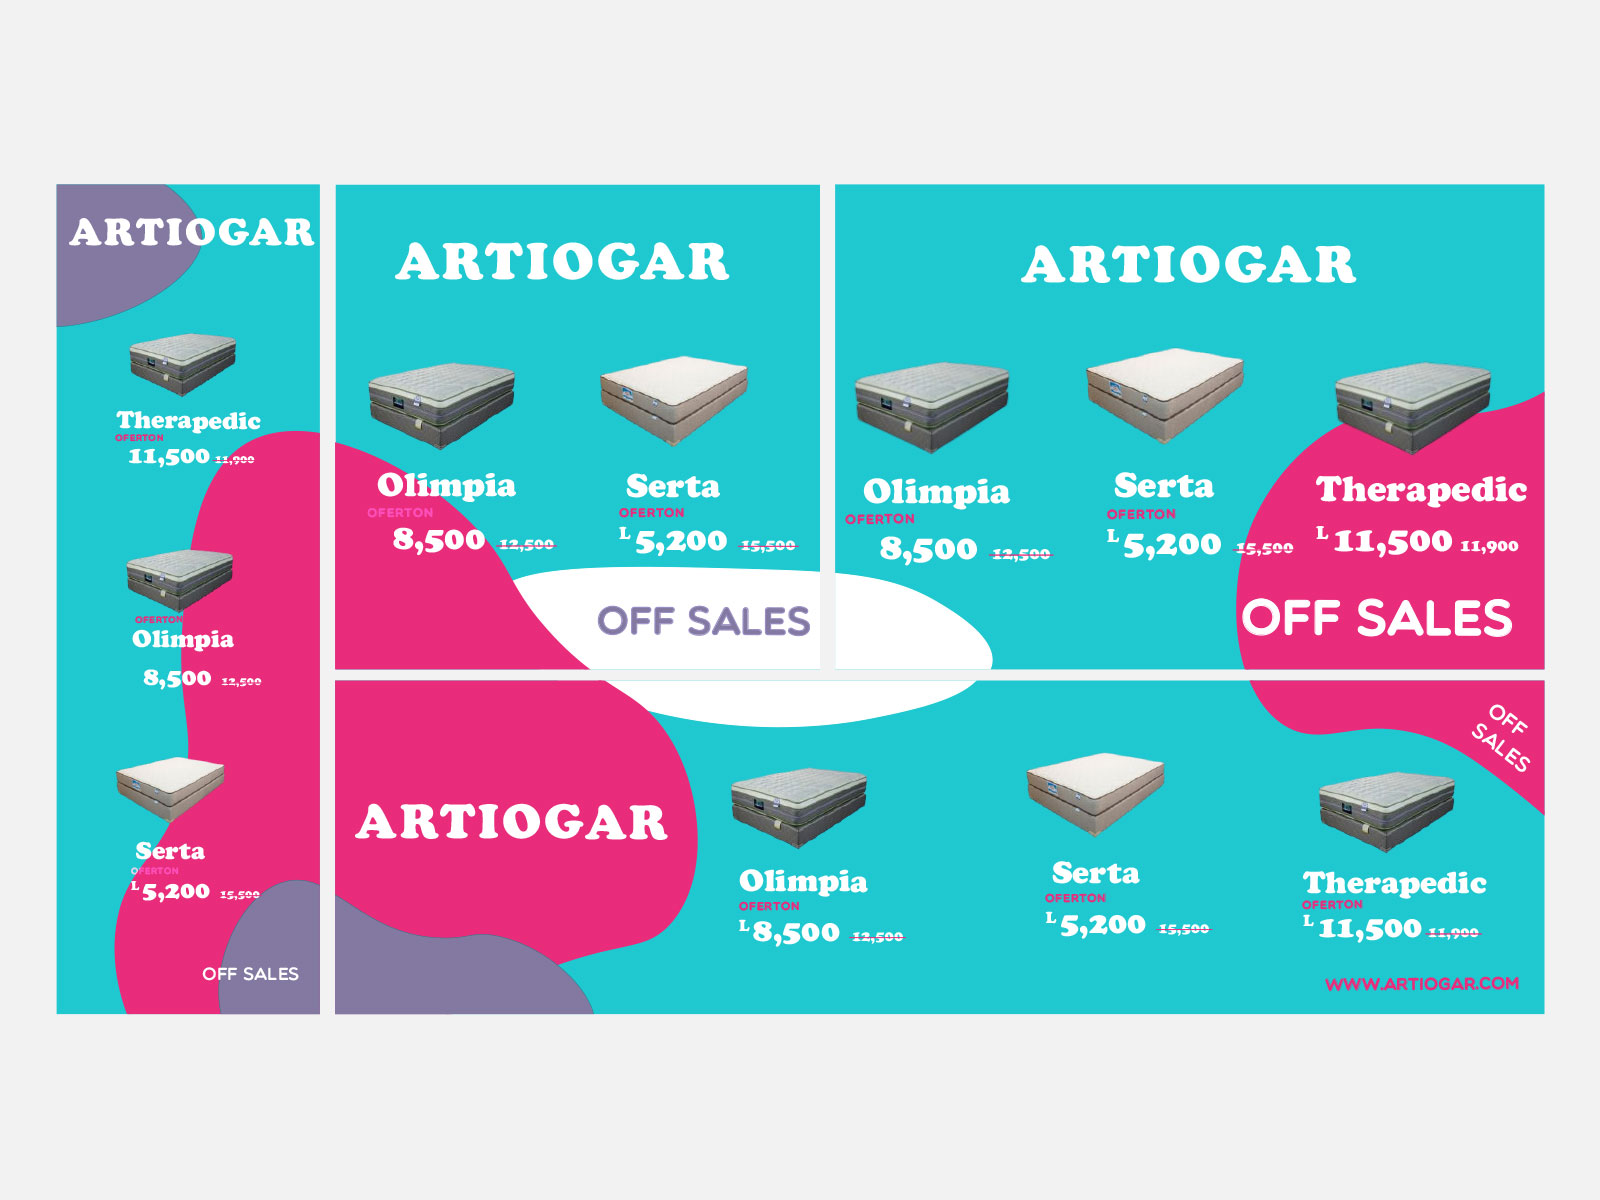 ARTIOGAR
Therapedic
OFERTON
11,500 11,900
OFERTON
Olimpia
8,500 12,500
Serta
OFERTON
L 5,200 15,500
OFF SALES
ARTIOGAR
Olimpia
OFERTON
8,500 12,500
Serta
OFERTON
L 5,200 15,500
OFF SALES
ARTIOGAR
Olimpia
OFERTON
8,500 12,500
Serta
OFERTON
L 5,200 15,500
Therapedic
L 11,500 11,900
OFF SALES
ARTIOGAR
Olimpia
OFERTON
L 8,500 12,500
Serta
OFERTON
L 5,200 15,500
Therapedic
OFERTON
L 11,500 11,900
OFF
SALES
WWW.ARTIOGAR.COM